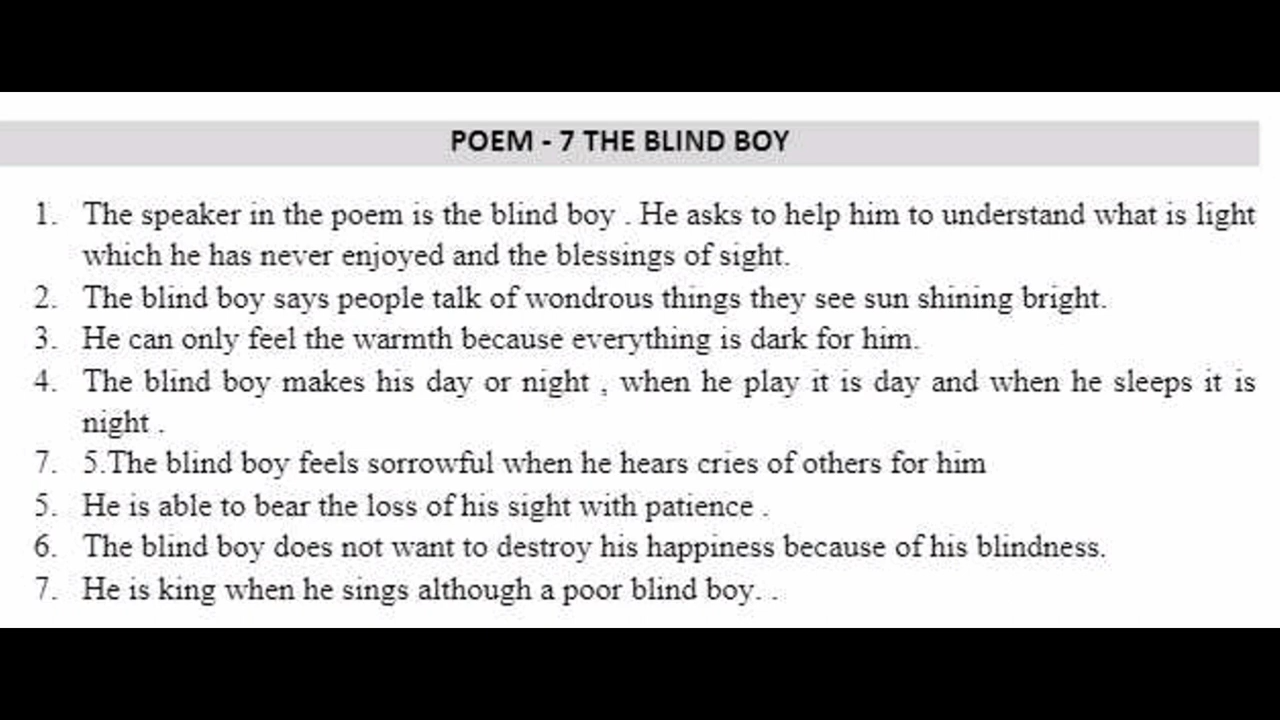 POEM - 7 THE BLIND BOY
1. The speaker in the poem is the blind boy . He asks to help him to understand what is light
which he has never enjoyed and the blessings of sight.
2. The blind boy says people talk of wondrous things they see sun shining bright.
3. He can only feel the warmth because everything is dark for him.
4. The blind boy makes his day or night , when he play it is day and when he sleeps it is
night .
7. 5.The blind boy feels sorrowful when he hears cries of others for him
5. He is able to bear the loss of his sight with patience .
6. The blind boy does not want to destroy his happiness because of his blindness.
7. He is king when he sings although a poor blind boy. .